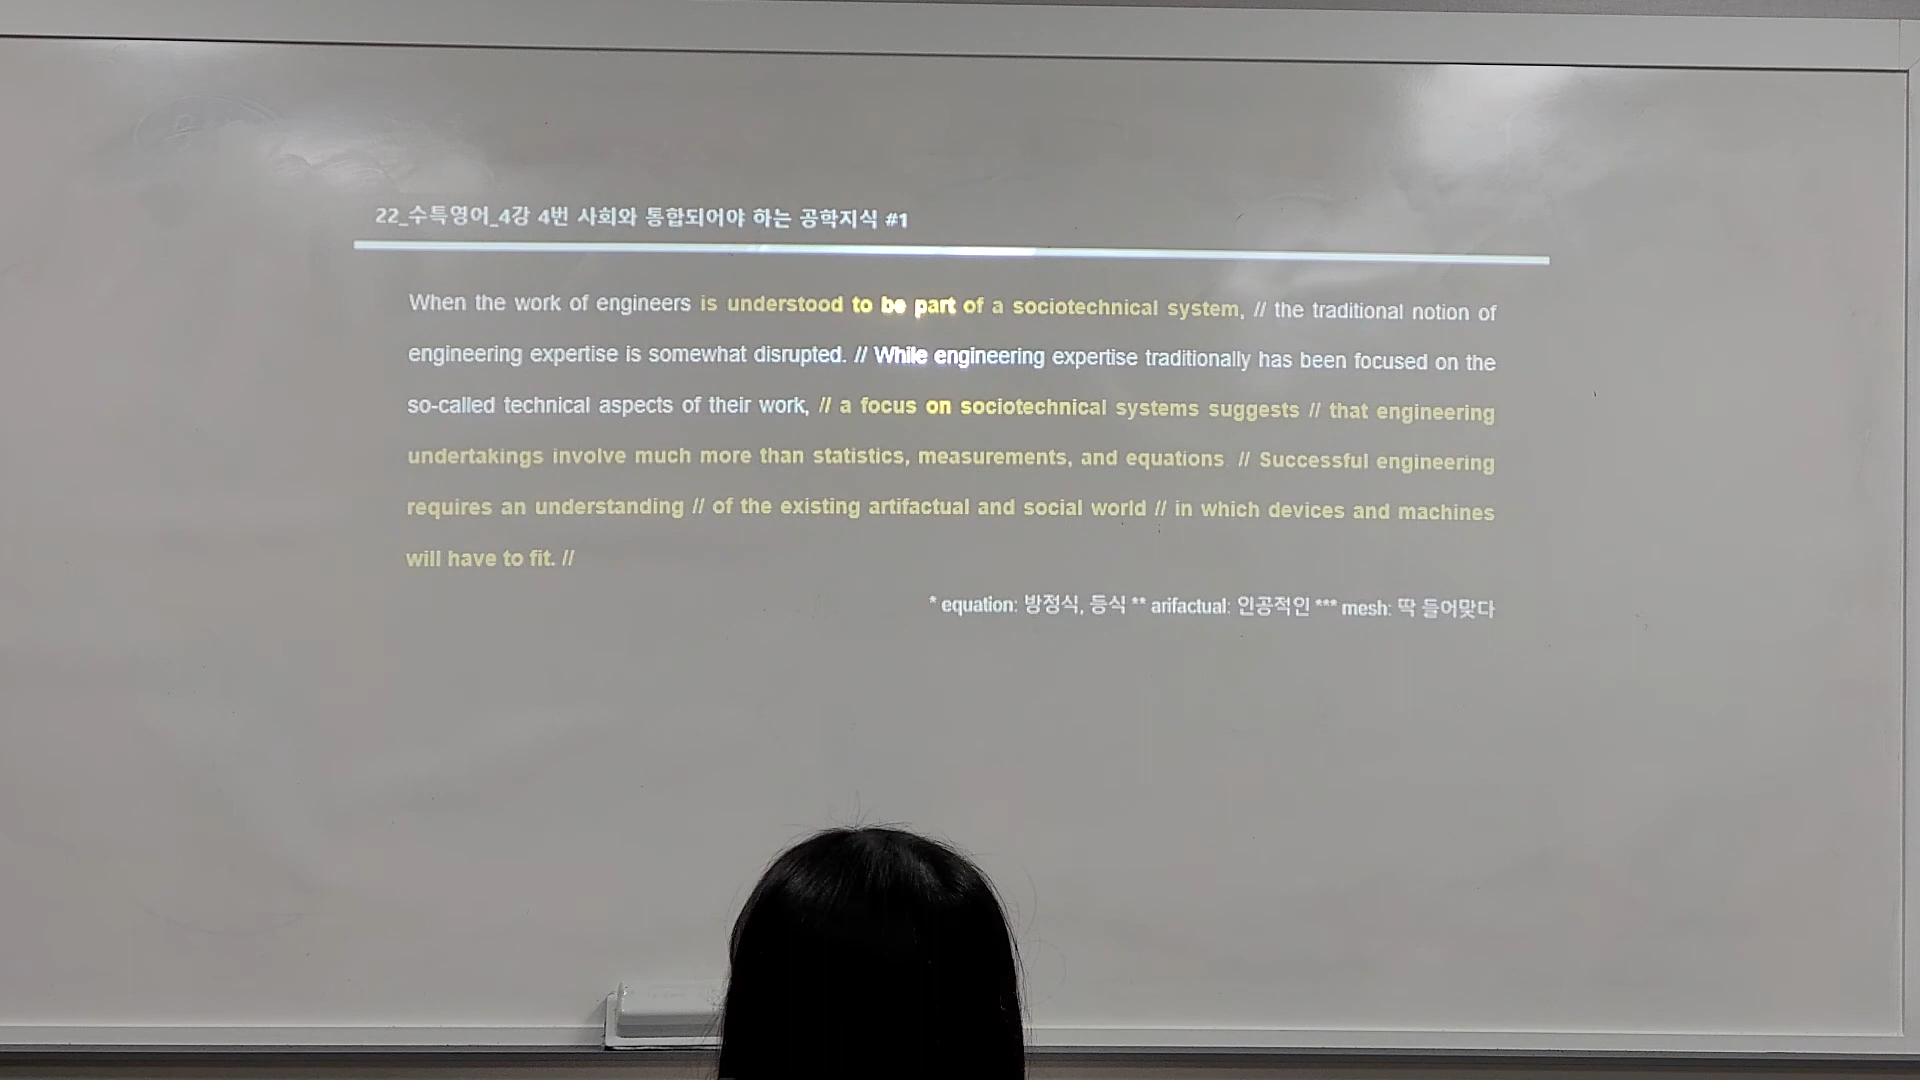 22_수특영어_4강 4번 사회와 통합되어야 하는 공학지식 #1
When the work of engineers is understood to be part of a sociotechnical system, // the traditional notion of
engineering expertise is somewhat disrupted. // While engineering expertise traditionally has been focused on the
so-called technical aspects of their work, // a focus on sociotechnical systems suggests // that engineering
undertakings involve much more than statistics, measurements, and equations // Successful engineering
requires an understanding // of the existing artifactual and social world // in which devices and machines
will have to fit. //
* equation: 방정식, 등식 ** arifactual: 인공적인 *** mesh: 딱 들어맞다